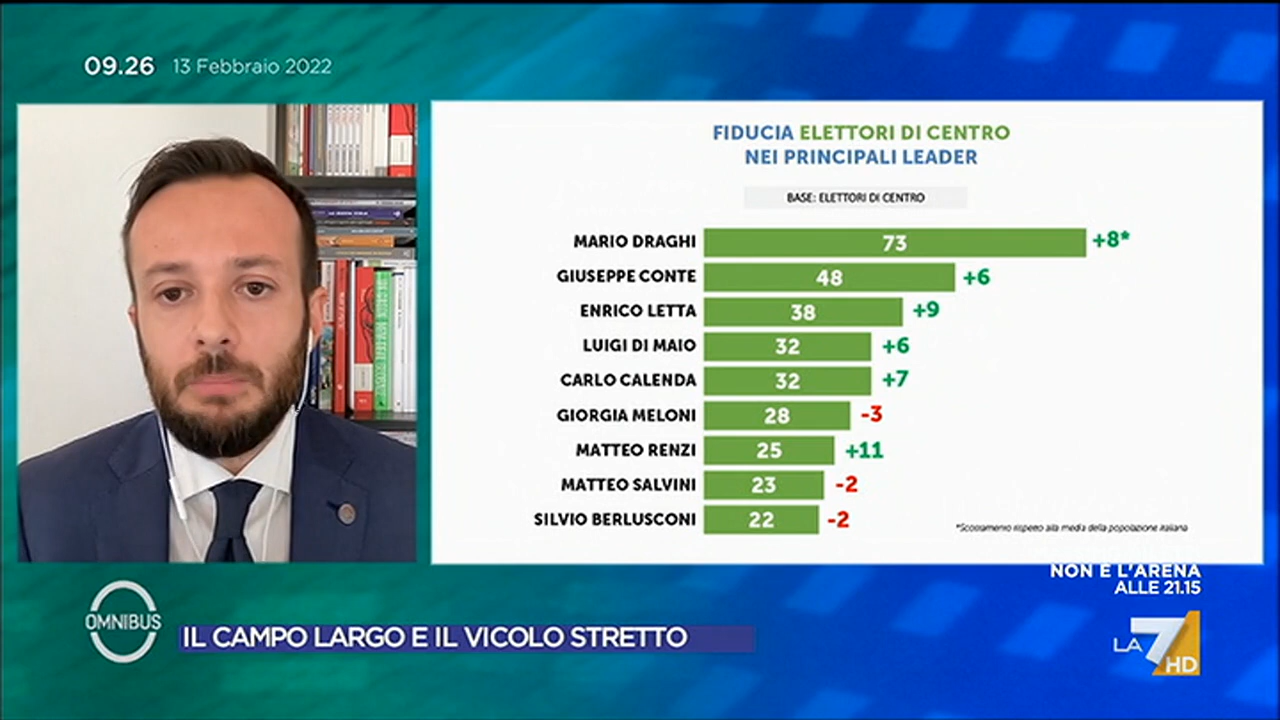 09.26 13 Febbraio 2022
FIDUCIA ELETTORI DI CENTRO
NEI PRINCIPALI LEADER
BASE: ELETTORI DI CENTRO
MARIO DRAGHI 73 +8*
GIUSEPPE CONTE 48 +6
ENRICO LETTA 38 +9
LUIGI DI MAIO 32 +6
CARLO CALENDA 32 +7
GIORGIA MELONI 28 -3
MATTEO RENZI 25 +11
MATTEO SALVINI 23 -2
SILVIO BERLUSCONI 22 -2
*Scostamento rispetto alla media della popolazione italiana
NON È L'ARENA
ALLE 21.15
OMNIBUS
IL CAMPO LARGO E IL VICOLO STRETTO
LA 7 HD